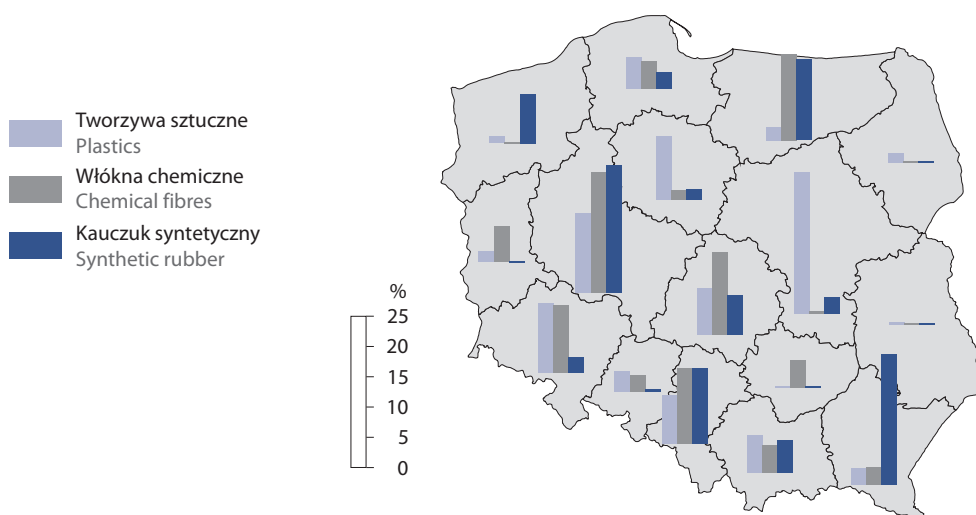 Tworzywa sztuczne
Plastics
Włókna chemiczne
Chemical fibres
Kauczuk syntetyczny
Synthetic rubber
%
25
20
15
10
5
0